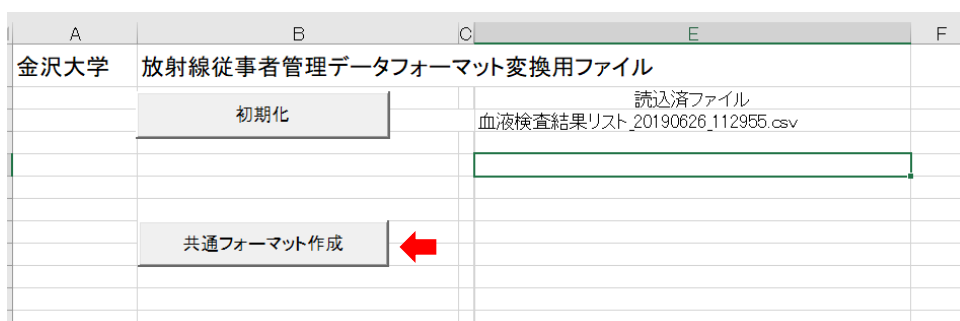 A B C E F
金沢大学 放射線従事者管理データフォーマット変換用ファイル
読込済ファイル
初期化
血液検査結果リスト_20190626_112955.csv
共通フォーマット作成